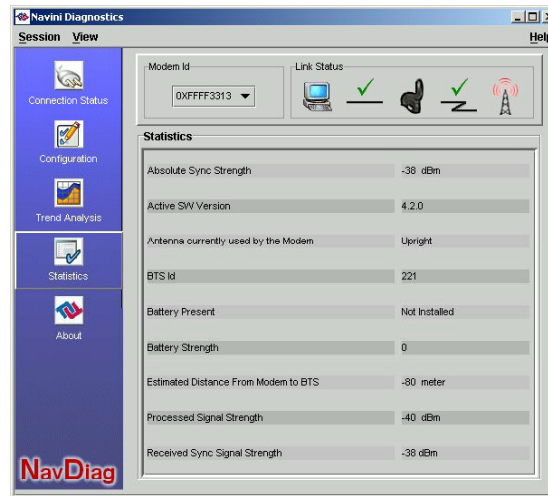 Navini Diagnostics
Session View Help
Modem Id
Link Status
0XFFFF3313
Connection Status
Statistics
Configuration
Absolute Sync Strength -38 dBm
Active SW Version 4.2.0
Trend Analysis
Antenna currently used by the Modem Upright
Statistics
BTS Id 221
Battery Present Not Installed
About
Battery Strength 0
Estimated Distance From Modem to BTS -80 meter
Processed Signal Strength -40 dBm
Received Sync Signal Strength -38 dBm
NavDiag